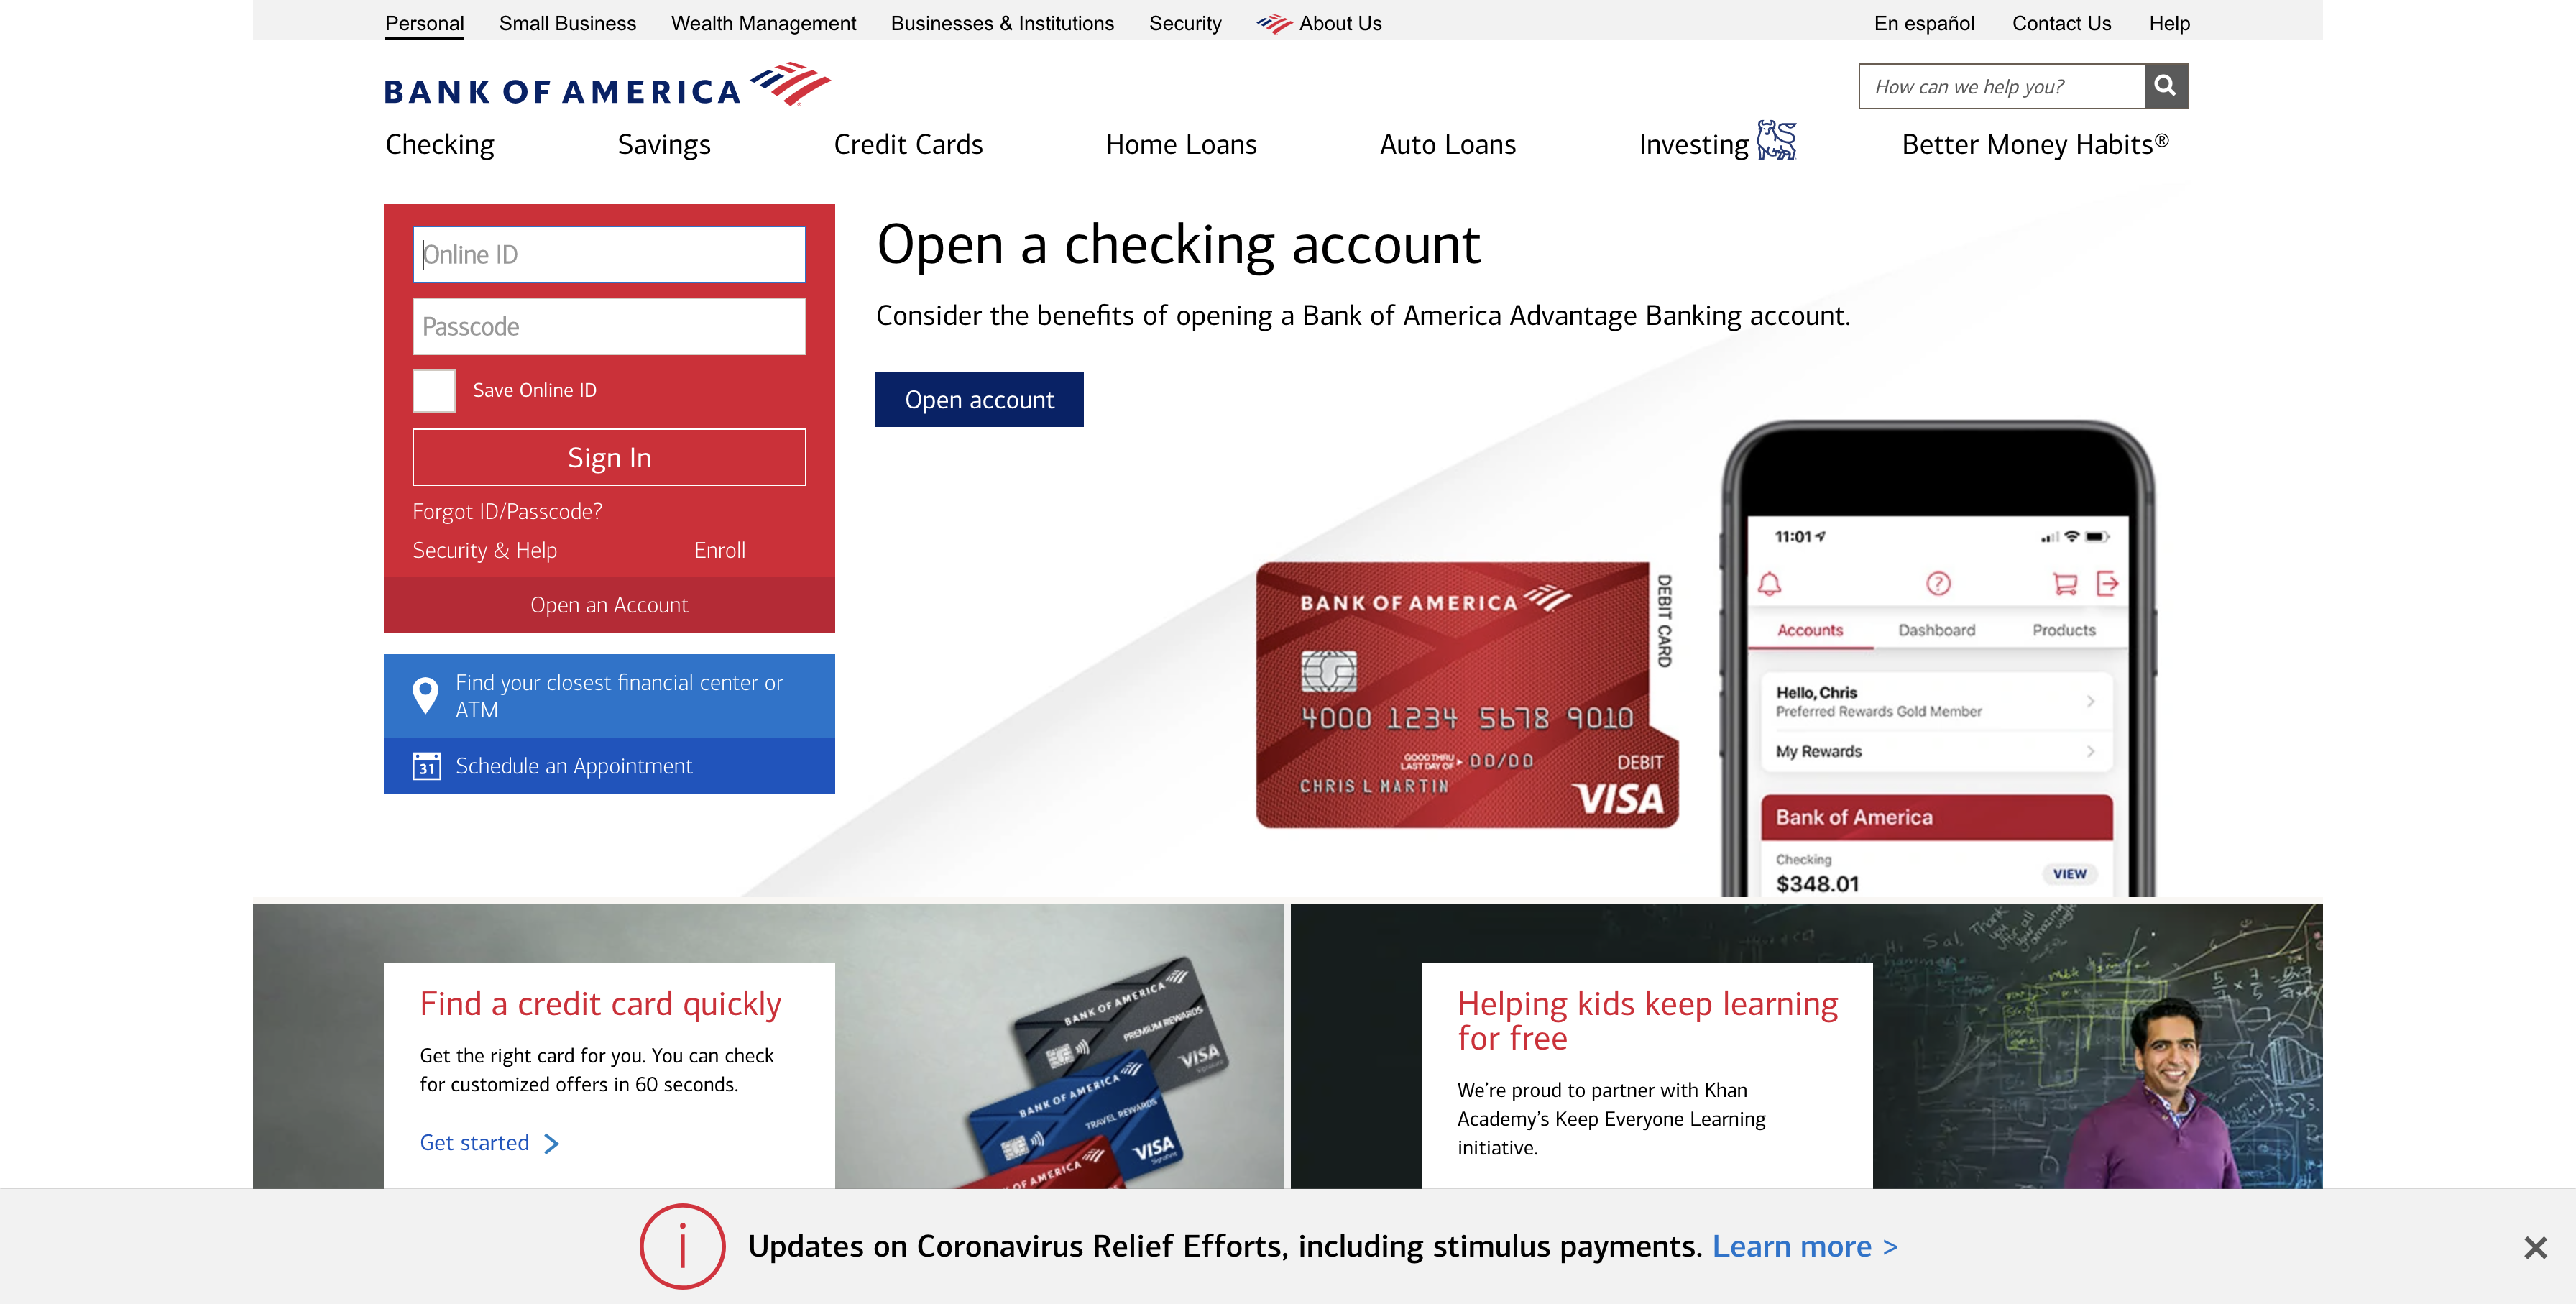 Personal
Small Business
Wealth Management
Businesses & Institutions
Security
About Us
En español
Contact Us
Help
BANK OF AMERICA
How can we help you?
Checking
Savings
Credit Cards
Home Loans
Auto Loans
Investing
Better Money Habits®
Online ID
Passcode
Save Online ID
Sign In
Forgot ID/Passcode?
Security & Help
Enroll
Open an Account
Find your closest financial center or
ATM
31
Schedule an Appointment
Open a checking account
Consider the benefits of opening a Bank of America Advantage Banking account.
Open account
BANK OF AMERICA
DEBIT CARD
4000 1234 5678 9010
GOOD THRU
LAST DAY OF
00/00
DEBIT
CHRIS L MARTIN
VISA
11:01
Accounts
Dashboard
Products
Hello, Chris
Preferred Rewards Gold Member
My Rewards
Bank of America
Checking
$348.01
VIEW
Find a credit card quickly
Get the right card for you. You can check
for customized offers in 60 seconds.
Get started
BANK OF AMERICA
PREMIUM REWARDS
VISA
BANK OF AMERICA
TRAVEL REWARDS
VISA
Signature
OF AMERICA
Helping kids keep learning
for free
We're proud to partner with Khan
Academy's Keep Everyone Learning
initiative.
Hi Sal,
Thank
you for all
your amazing
Updates on Coronavirus Relief Efforts, including stimulus payments. Learn more >